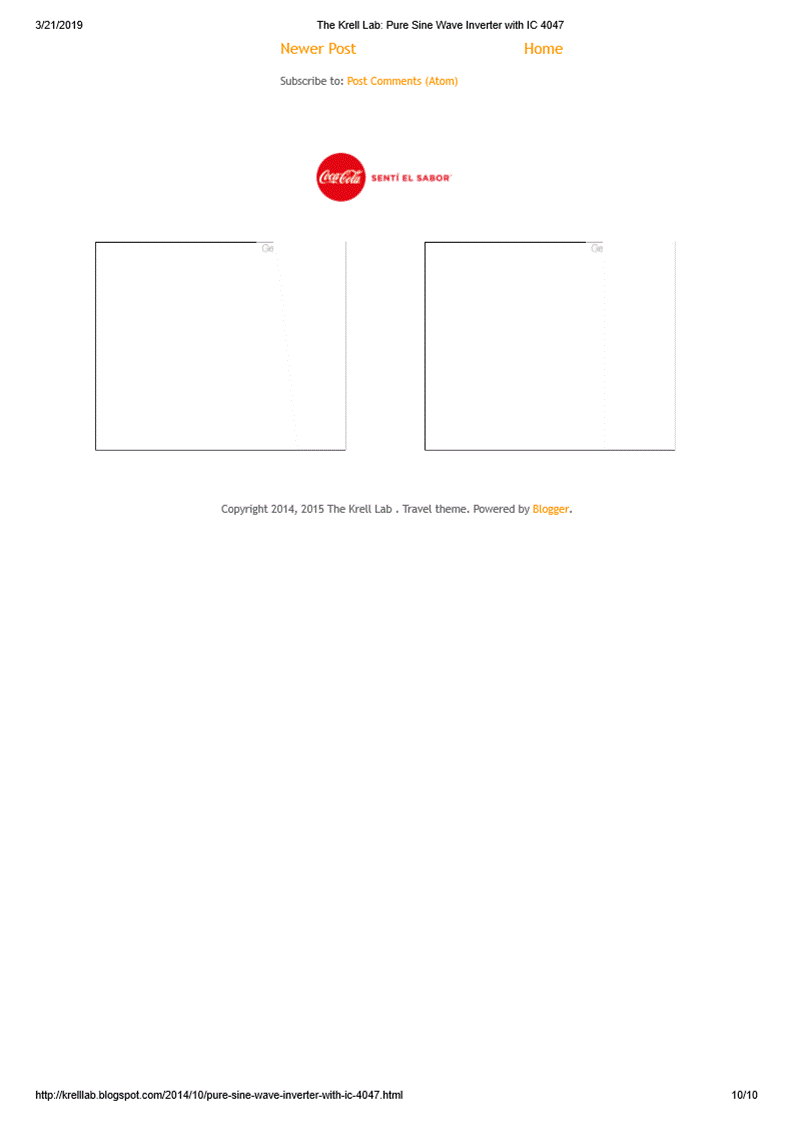 3/21/2019 The Krell Lab: Pure Sine Wave Inverter with IC 4047
Newer Post Home
Subscribe to: Post Comments (Atom)
Coca-Cola SENTÍ EL SABOR
Ge Ge
Copyright 2014, 2015 The Krell Lab . Travel theme. Powered by Blogger.
http://krelllab.blogspot.com/2014/10/pure-sine-wave-inverter-with-ic-4047.html 10/10